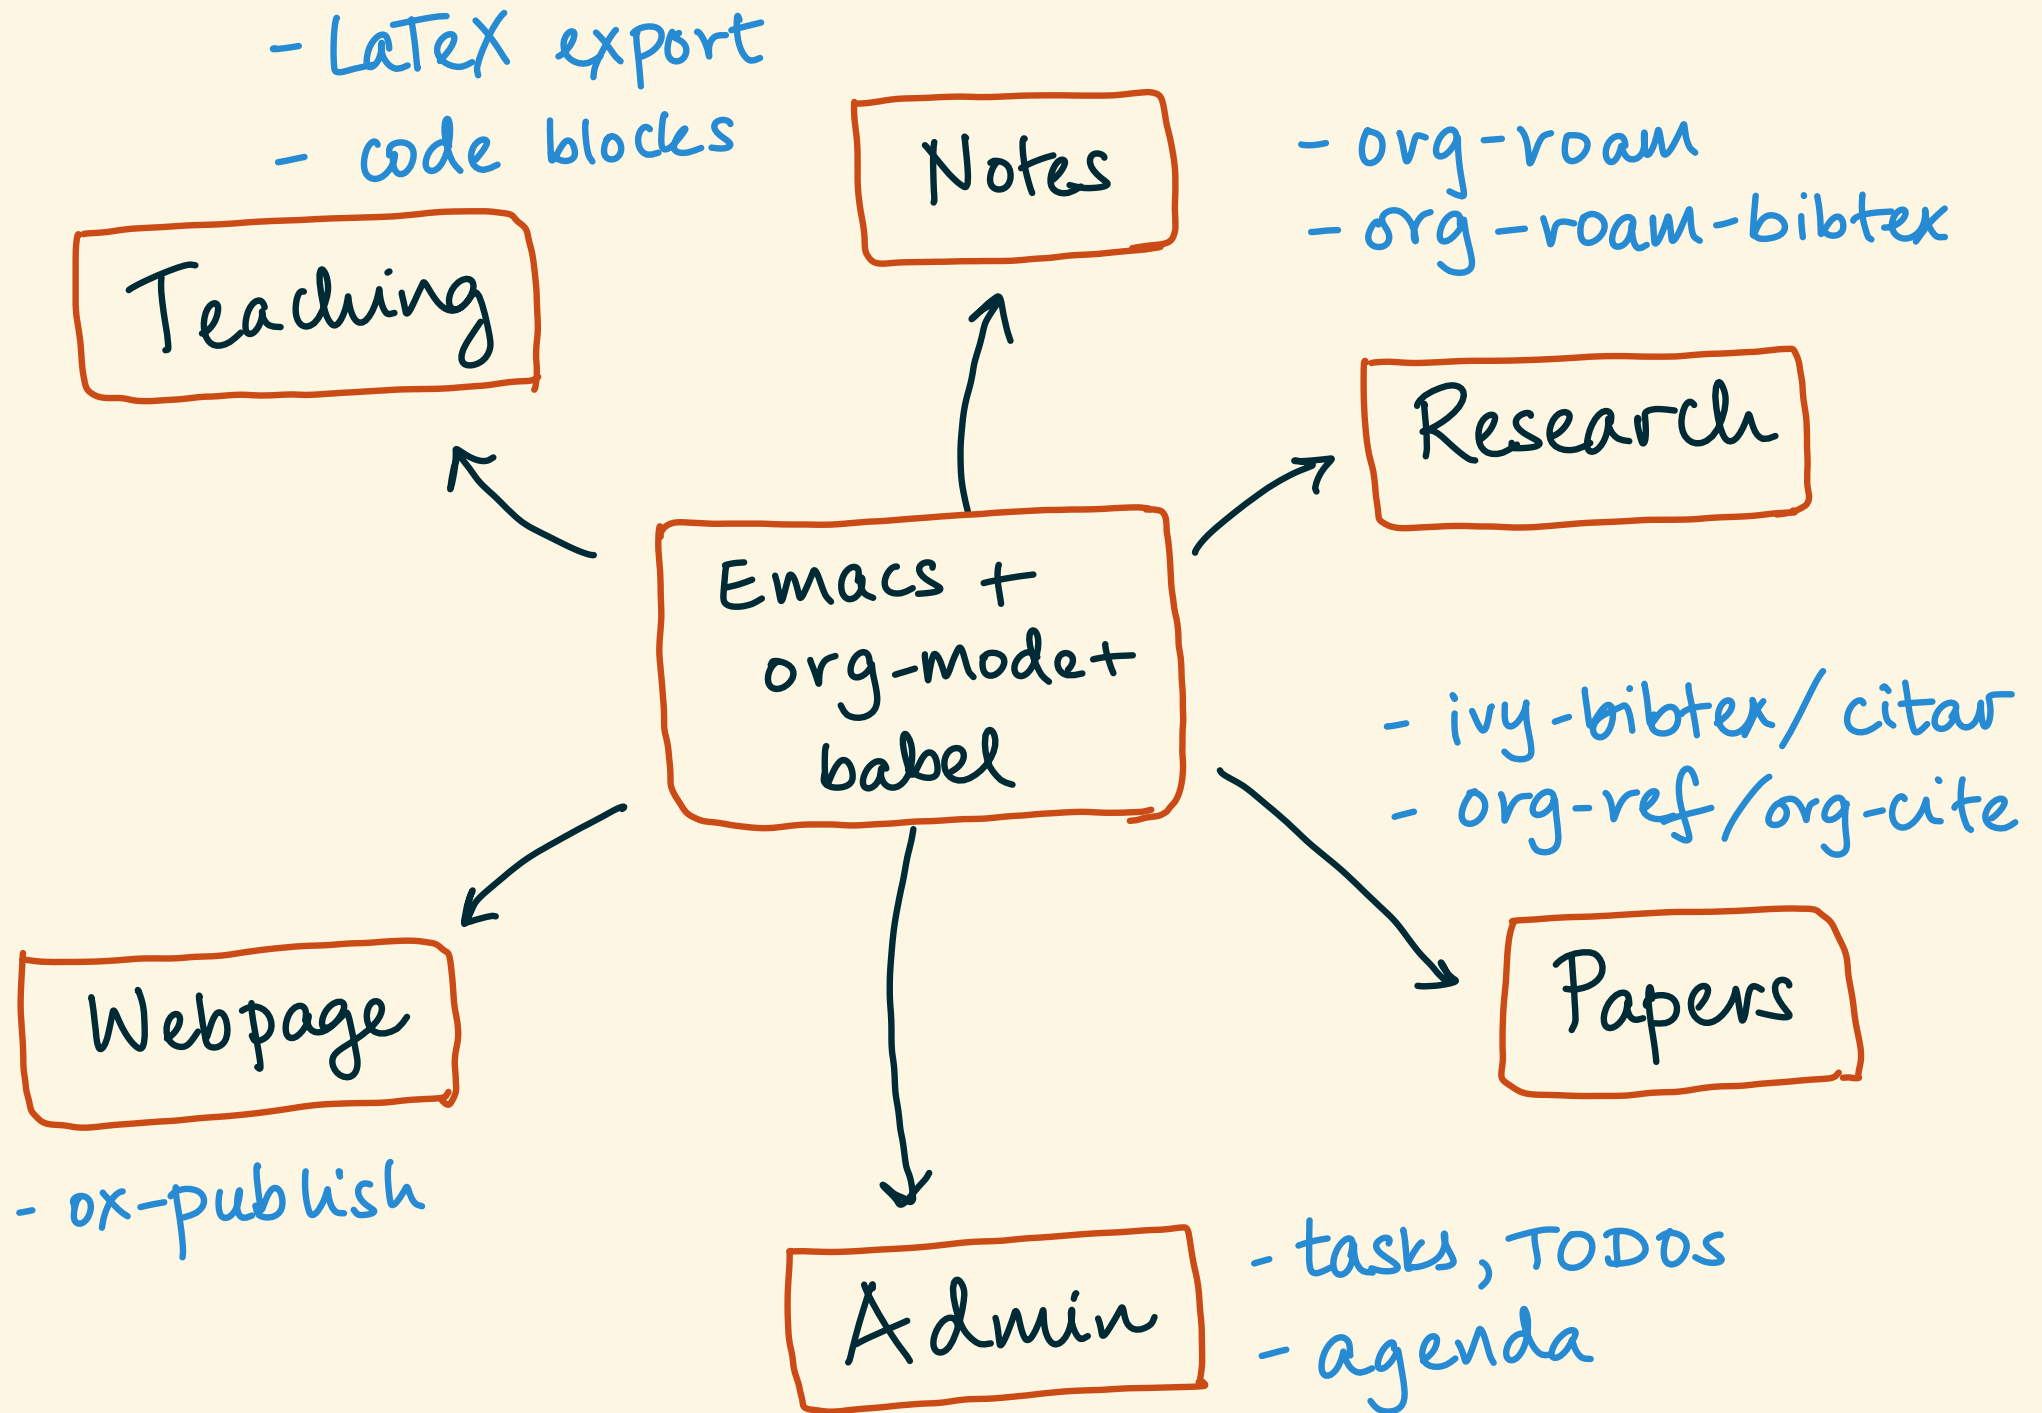 - LaTeX export
- code blocks
Notes
- org-roam
- org-roam-bibtex
Teaching
Research
Emacs +
org-mode+
babel
- ivy-bibtex/citar
- org-ref/org-cite
Webpage
Papers
- ox-publish
Admin
- tasks, TODOs
- agenda